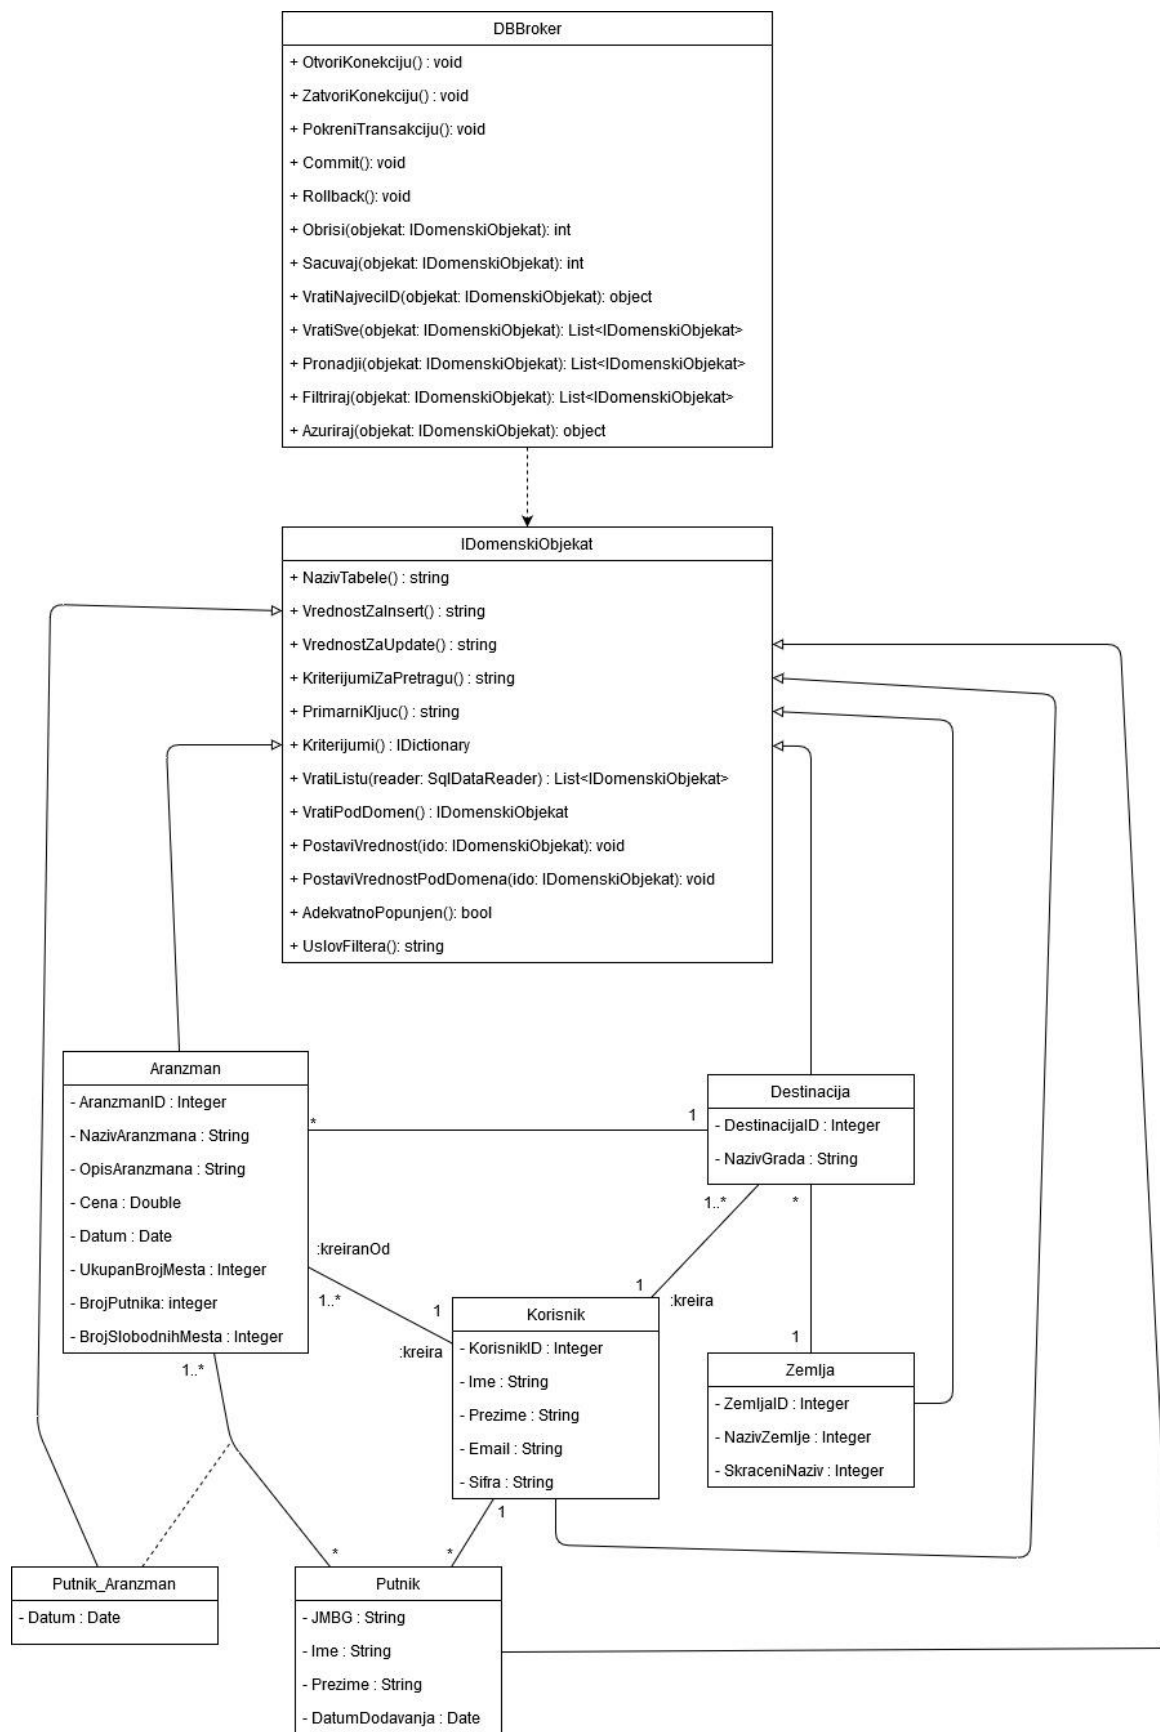 DBBroker
+ OtvoriKonekciju() : void
+ ZatvoriKonekciju() : void
+ PokreniTransakciju(): void
+ Commit(): void
+ Rollback(): void
+ Obrisi(objekat: IDomenskiObjekat): int
+ Sacuvaj(objekat: IDomenskiObjekat): int
+ VratiNajveciID(objekat: IDomenskiObjekat): object
+ VratiSve(objekat: IDomenskiObjekat): List<IDomenskiObjekat>
+ Pronadji(objekat: IDomenskiObjekat): List<IDomenskiObjekat>
+ Filtriraj(objekat: IDomenskiObjekat): List<IDomenskiObjekat>
+ Azuriraj(objekat: IDomenskiObjekat): object
IDomenskiObjekat
+ NazivTabele() : string
+ VrednostZaInsert() : string
+ VrednostZaUpdate() : string
+ KriterijumiZaPretragu() : string
+ PrimarniKljuc() : string
+ Kriterijumi() : IDictionary
+ VratiListu(reader: SqlDataReader) : List<IDomenskiObjekat>
+ VratiPodDomen() : IDomenskiObjekat
+ PostaviVrednost(ido: IDomenskiObjekat): void
+ PostaviVrednostPodDomena(ido: IDomenskiObjekat): void
+ AdekvatnoPopunjen(): bool
+ UslovFiltera(): string
Aranzman
- AranzmanID : Integer
- NazivAranzmana : String
- OpisAranzmana : String
- Cena : Double
- Datum : Date
- UkupanBrojMesta : Integer
- BrojPutnika: integer
- BrojSlobodnihMesta : Integer
*
1
Destinacija
- DestinacijaID : Integer
- NazivGrada : String
1..*
*
:kreiranOd
1..*
1
:kreira
1
:kreira
Korisnik
- KorisnikID : Integer
- Ime : String
- Prezime : String
- Email : String
- Sifra : String
1
Zemlja
- ZemljaID : Integer
- NazivZemlje : Integer
- SkraceniNaziv : Integer
1..*
1
*
*
Putnik_Aranzman
- Datum : Date
Putnik
- JMBG : String
- Ime : String
- Prezime : String
- DatumDodavanja : Date